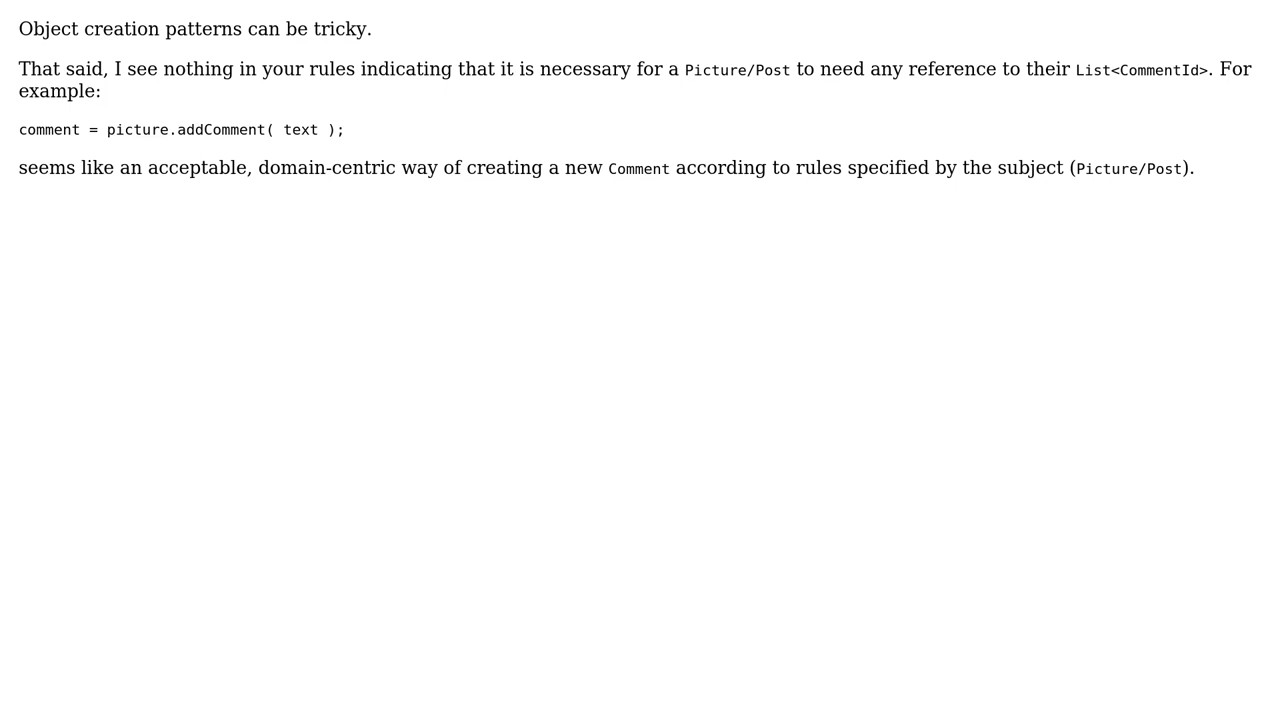 Object creation patterns can be tricky.
That said, I see nothing in your rules indicating that it is necessary for a Picture/Post to need any reference to their List<CommentId>. For
example:
comment = picture.addComment( text );
seems like an acceptable, domain-centric way of creating a new Comment according to rules specified by the subject (Picture/Post).